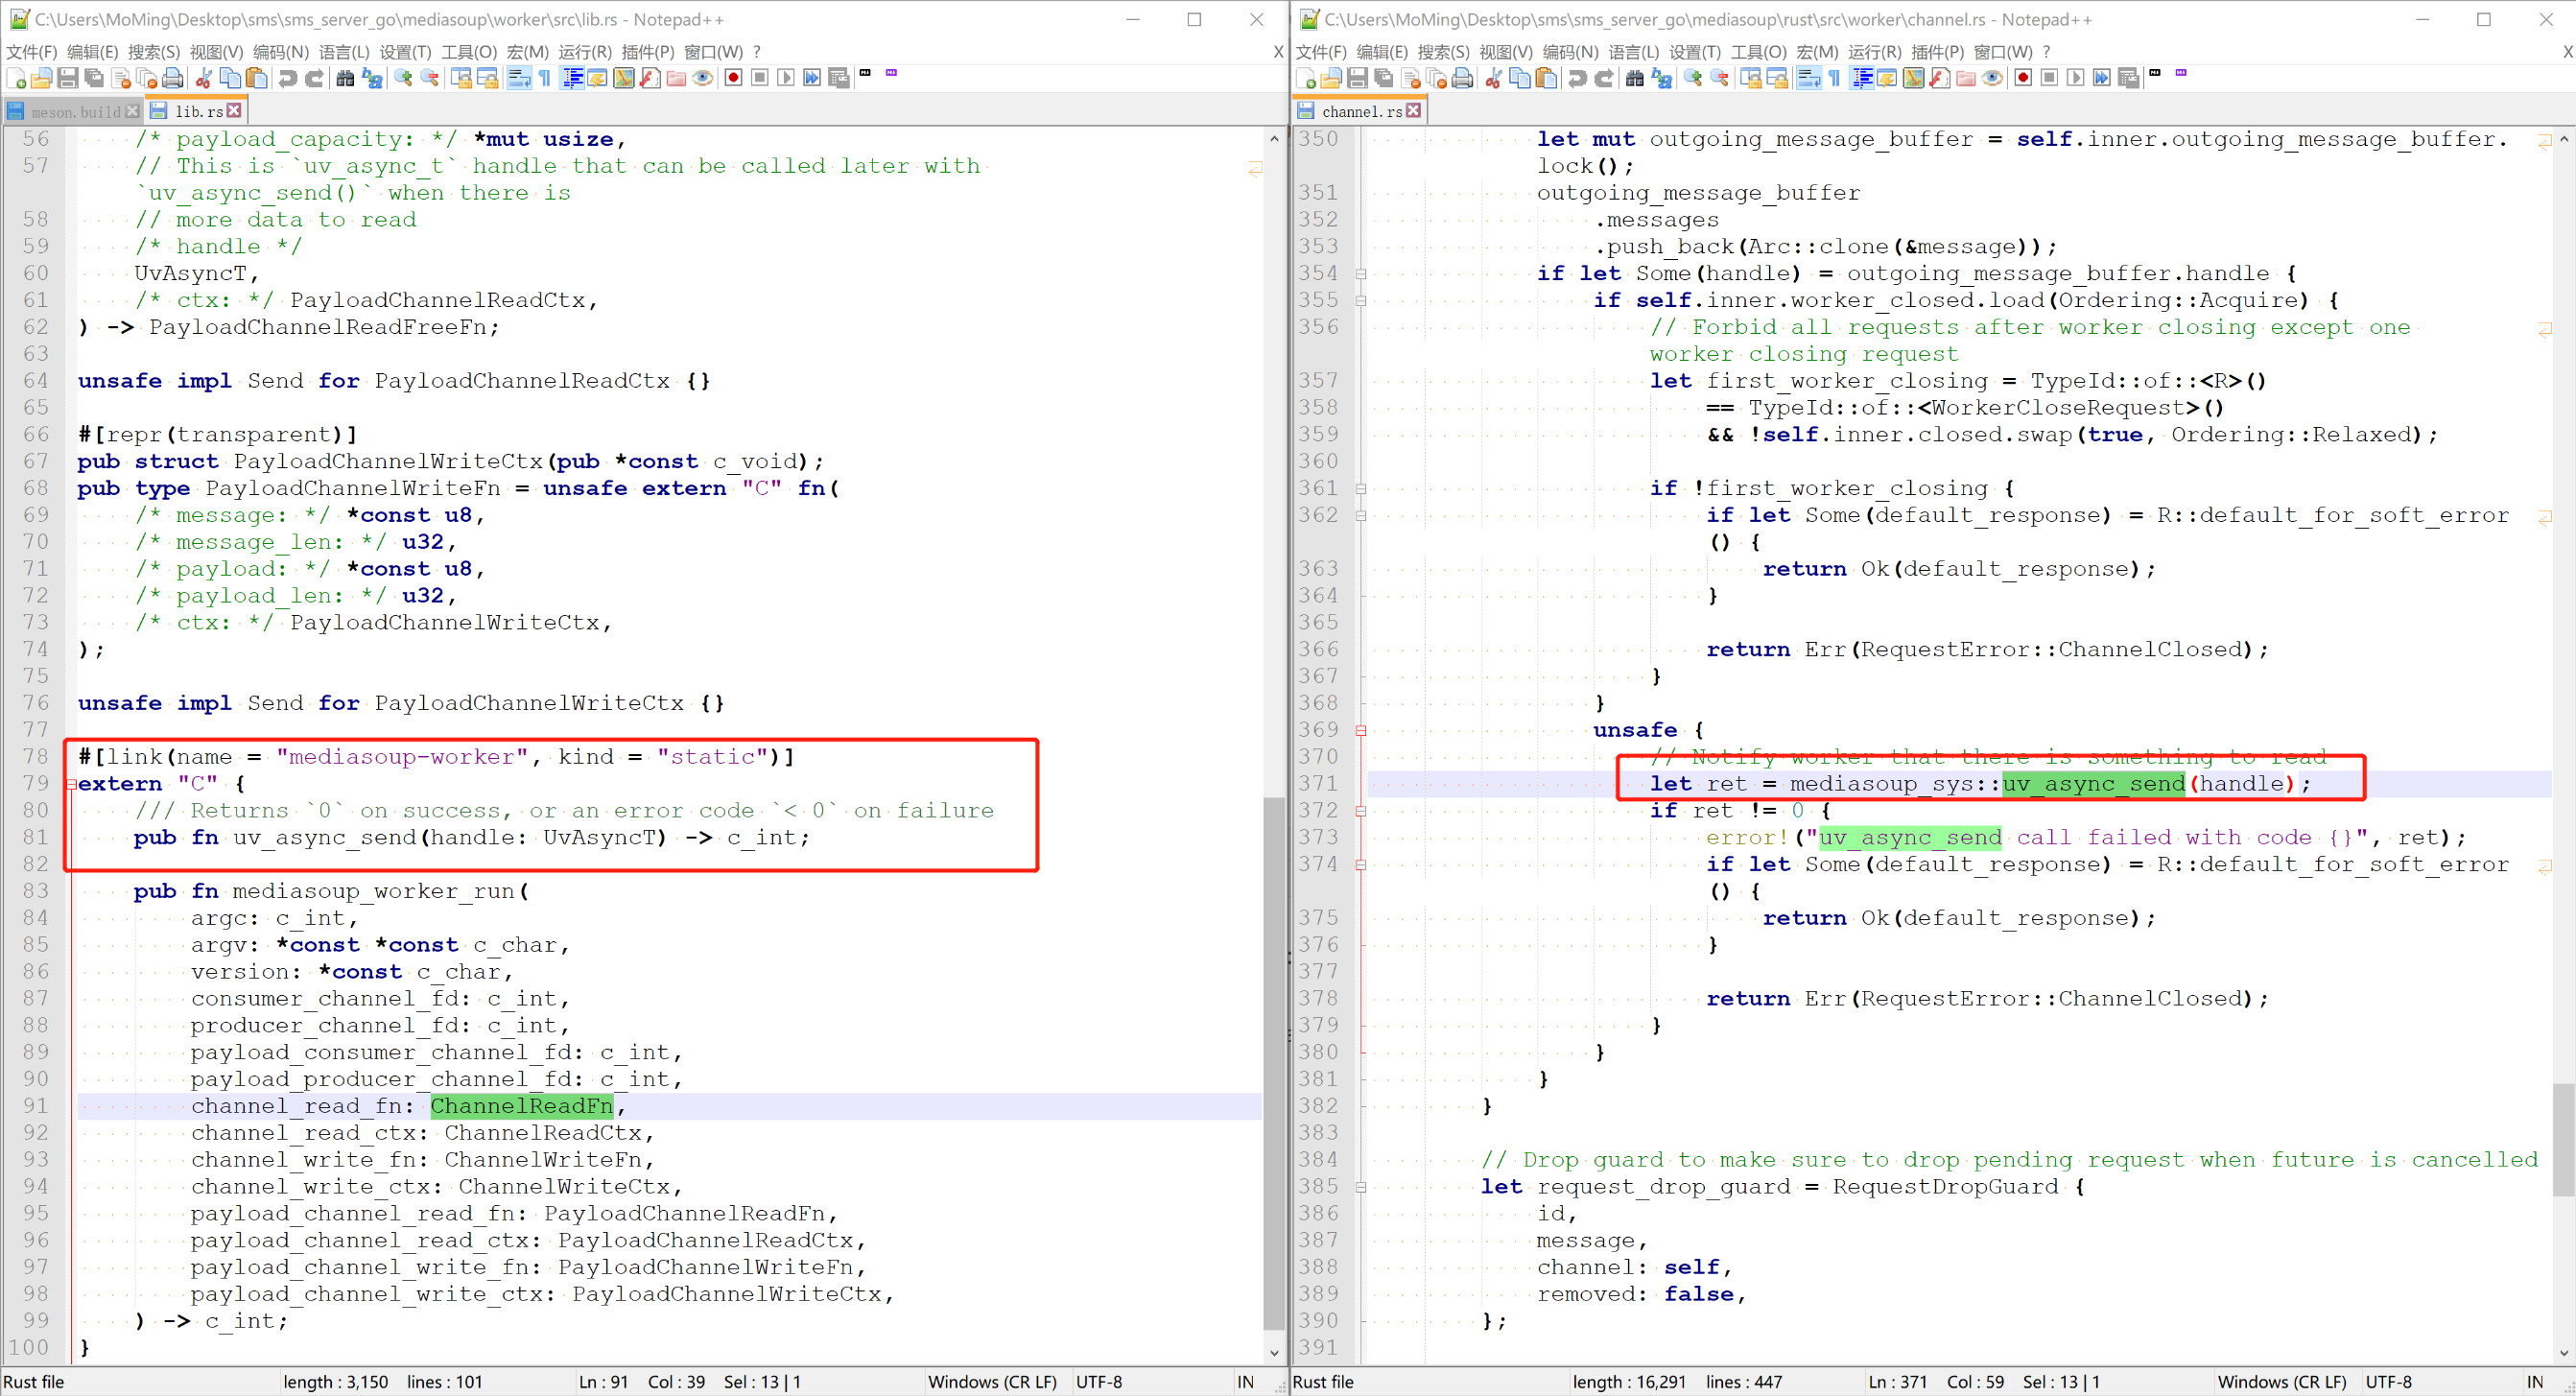 C:\Users\MoMing\Desktop\sms\sms_server_go\mediasoup\worker\src\lib.rs - Notepad++
文件(F) 编辑(E) 搜索(S) 视图(V) 编码(N) 语言(L) 设置(T) 工具(O) 宏(M) 运行(R) 插件(P) 窗口(W) ? X
meson.build lib.rs
56 /* payload_capacity: */ *mut usize,
57 // This is `uv_async_t` handle that can be called later with
`uv_async_send()` when there is
58 // more data to read
59 /* handle */
60 UvAsyncT,
61 /* ctx: */ PayloadChannelReadCtx,
62 ) -> PayloadChannelReadFreeFn;
63
64 unsafe impl Send for PayloadChannelReadCtx {}
65
66 #[repr(transparent)]
67 pub struct PayloadChannelWriteCtx(pub *const c_void);
68 pub type PayloadChannelWriteFn = unsafe extern "C" fn(
69 /* message: */ *const u8,
70 /* message_len: */ u32,
71 /* payload: */ *const u8,
72 /* payload_len: */ u32,
73 /* ctx: */ PayloadChannelWriteCtx,
74 );
75
76 unsafe impl Send for PayloadChannelWriteCtx {}
77
78 #[link(name = "mediasoup-worker", kind = "static")]
79 extern "C" {
80 /// Returns `0` on success, or an error code `< 0` on failure
81 pub fn uv_async_send(handle: UvAsyncT) -> c_int;
82
83 pub fn mediasoup_worker_run(
84 argc: c_int,
85 argv: *const *const c_char,
86 version: *const c_char,
87 consumer_channel_fd: c_int,
88 producer_channel_fd: c_int,
89 payload_consumer_channel_fd: c_int,
90 payload_producer_channel_fd: c_int,
91 channel_read_fn: ChannelReadFn,
92 channel_read_ctx: ChannelReadCtx,
93 channel_write_fn: ChannelWriteFn,
94 channel_write_ctx: ChannelWriteCtx,
95 payload_channel_read_fn: PayloadChannelReadFn,
96 payload_channel_read_ctx: PayloadChannelReadCtx,
97 payload_channel_write_fn: PayloadChannelWriteFn,
98 payload_channel_write_ctx: PayloadChannelWriteCtx,
99 ) -> c_int;
100 }
Rust file length : 3,150 lines : 101 Ln : 91 Col : 39 Sel : 13 | 1 Windows (CR LF) UTF-8 IN
C:\Users\MoMing\Desktop\sms\sms_server_go\mediasoup\rust\src\worker\channel.rs - Notepad++
文件(F) 编辑(E) 搜索(S) 视图(V) 编码(N) 语言(L) 设置(T) 工具(O) 宏(M) 运行(R) 插件(P) 窗口(W) ? X
channel.rs
350 let mut outgoing_message_buffer = self.inner.outgoing_message_buffer.
lock();
351 outgoing_message_buffer
352 .messages
353 .push_back(Arc::clone(&message));
354 if let Some(handle) = outgoing_message_buffer.handle {
355 if self.inner.worker_closed.load(Ordering::Acquire) {
356 // Forbid all requests after worker closing except one
worker closing request
357 let first_worker_closing = TypeId::of::<R>()
358 == TypeId::of::<WorkerCloseRequest>()
359 && !self.inner.closed.swap(true, Ordering::Relaxed);
360
361 if !first_worker_closing {
362 if let Some(default_response) = R::default_for_soft_error
() {
363 return Ok(default_response);
364 }
365
366 return Err(RequestError::ChannelClosed);
367 }
368 }
369 unsafe {
370 // Notify worker that there is something to read
371 let ret = mediasoup_sys::uv_async_send(handle);
372 if ret != 0 {
373 error!("uv_async_send call failed with code {}", ret);
374 if let Some(default_response) = R::default_for_soft_error
() {
375 return Ok(default_response);
376 }
377
378 return Err(RequestError::ChannelClosed);
379 }
380 }
381 }
382 }
383
384 // Drop guard to make sure to drop pending request when future is cancelled
385 let request_drop_guard = RequestDropGuard {
386 id,
387 message,
388 channel: self,
389 removed: false,
390 };
391
Rust file length : 16,291 lines : 447 Ln : 371 Col : 59 Sel : 13 | 1 Windows (CR LF) UTF-8 IN